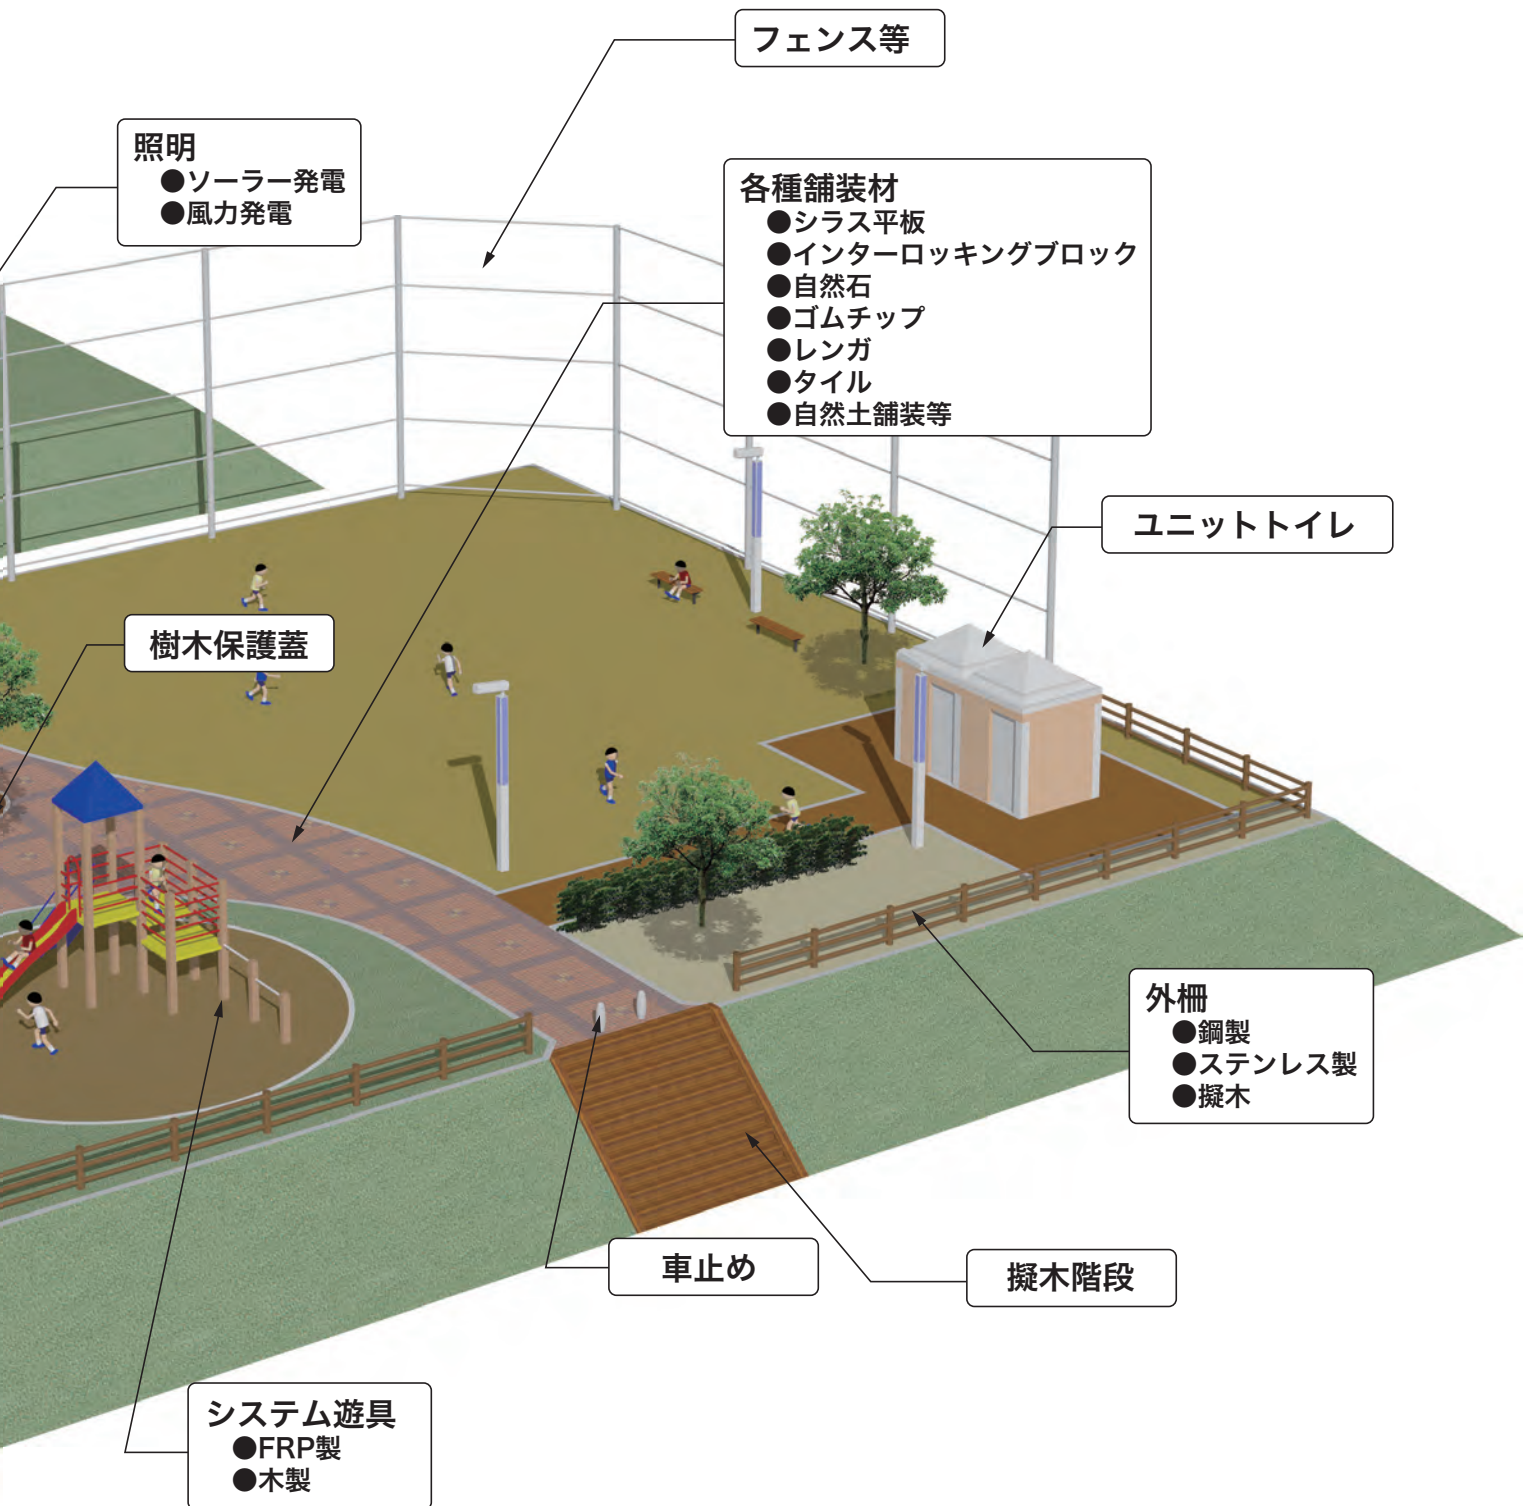 フェンス等
照明
●ソーラー発電
●風力発電
各種舗装材
●シラス平板
●インターロッキングブロック
●自然石
●ゴムチップ
●レンガ
●タイル
●自然土舗装等
ユニットトイレ
樹木保護蓋
外柵
●鋼製
●ステンレス製
●擬木
車止め
擬木階段
システム遊具
●FRP製
●木製